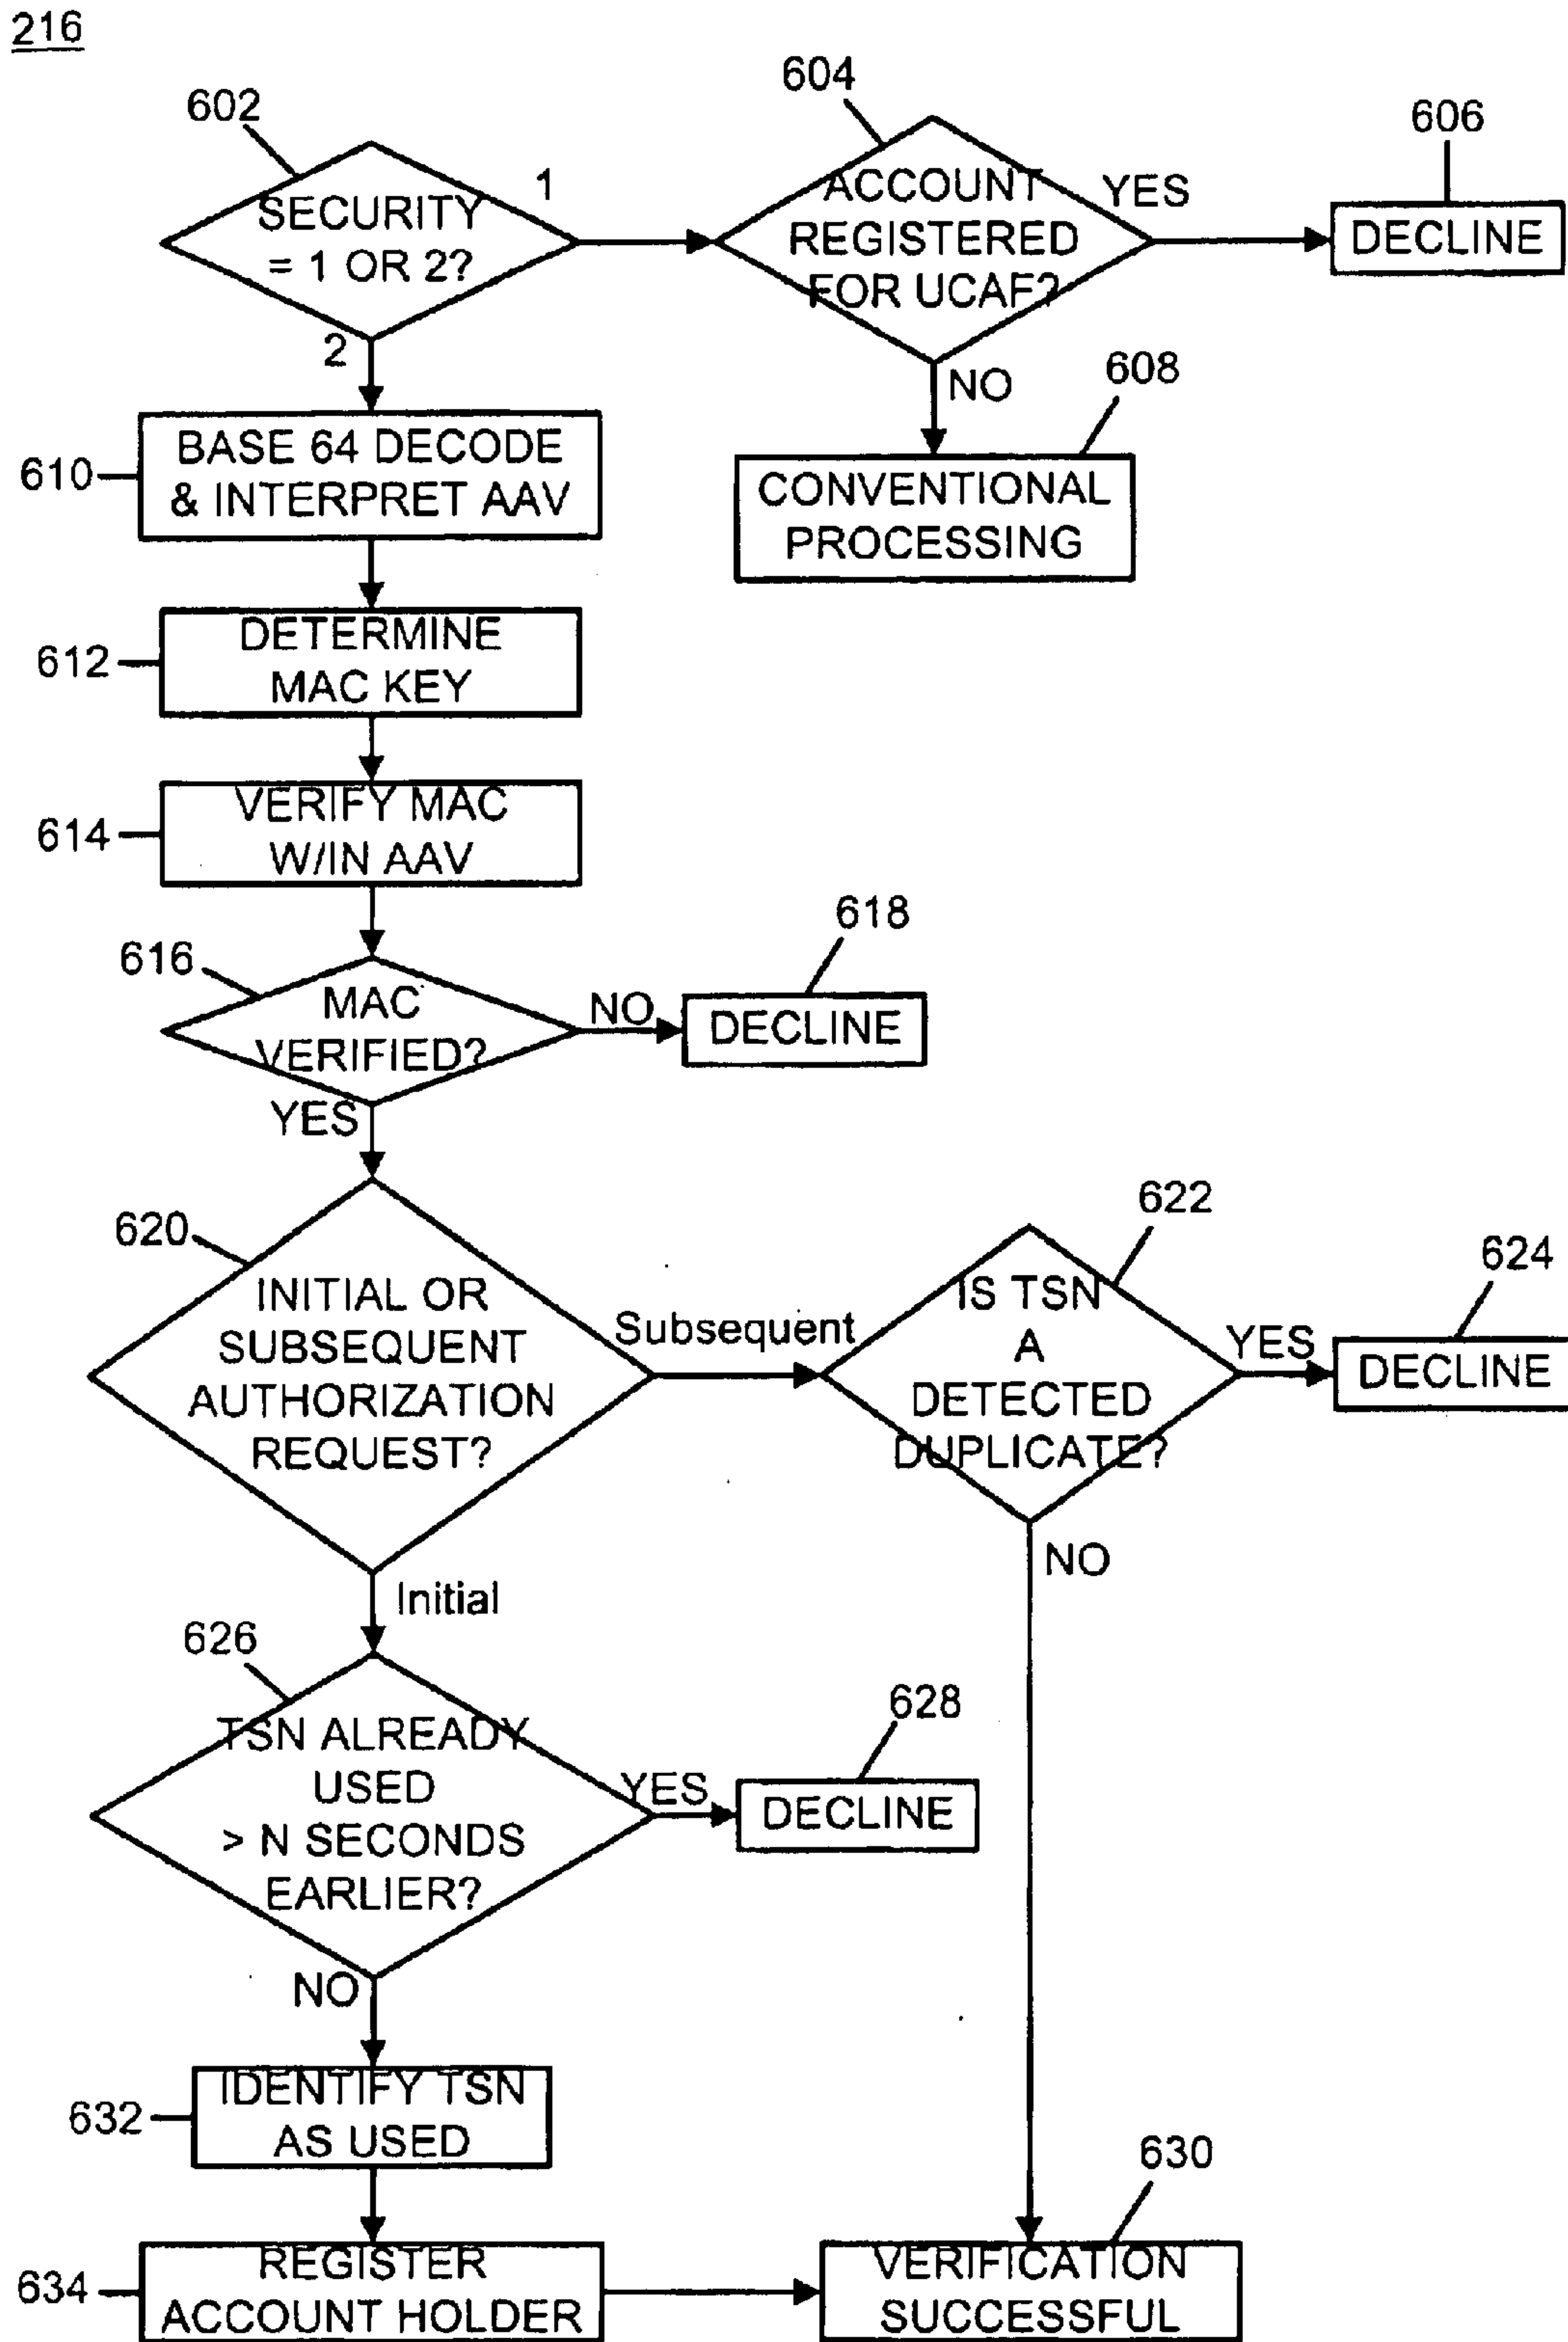 216
602
604
606
SECURITY
= 1 OR 2?
1
2
ACCOUNT
REGISTERED
FOR UCAF?
YES
DECLINE
NO
608
CONVENTIONAL
PROCESSING
610
BASE 64 DECODE
& INTERPRET AAV
612
DETERMINE
MAC KEY
614
VERIFY MAC
W/IN AAV
616
MAC
VERIFIED?
NO
618
DECLINE
YES
620
INITIAL OR
SUBSEQUENT
AUTHORIZATION
REQUEST?
Subsequent
622
IS TSN
A
DETECTED
DUPLICATE?
YES
624
DECLINE
NO
Initial
626
TSN ALREADY
USED
> N SECONDS
EARLIER?
YES
628
DECLINE
NO
632
IDENTIFY TSN
AS USED
634
REGISTER
ACCOUNT HOLDER
630
VERIFICATION
SUCCESSFUL